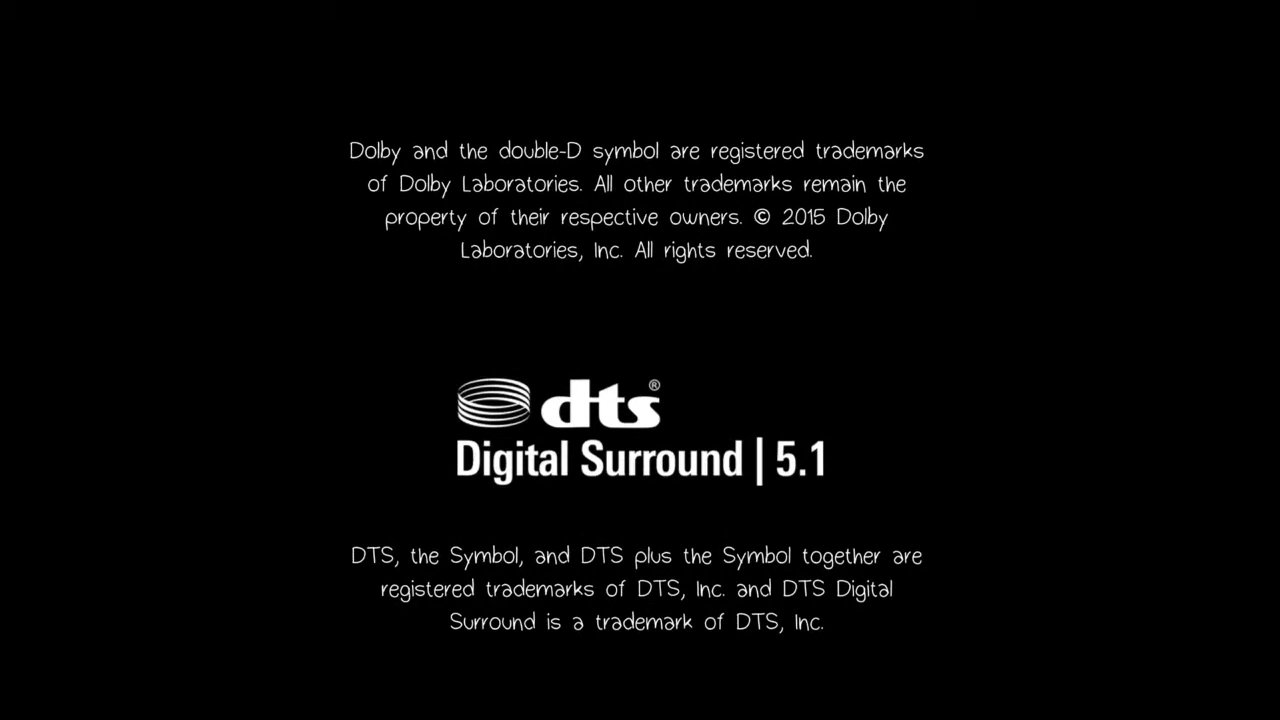 Dolby and the double-D symbol are registered trademarks
of Dolby Laboratories. All other trademarks remain the
property of their respective owners. © 2015 Dolby
Laboratories, Inc. All rights reserved.
dts®
Digital Surround | 5.1
DTS, the Symbol, and DTS plus the Symbol together are
registered trademarks of DTS, Inc. and DTS Digital
Surround is a trademark of DTS, Inc.